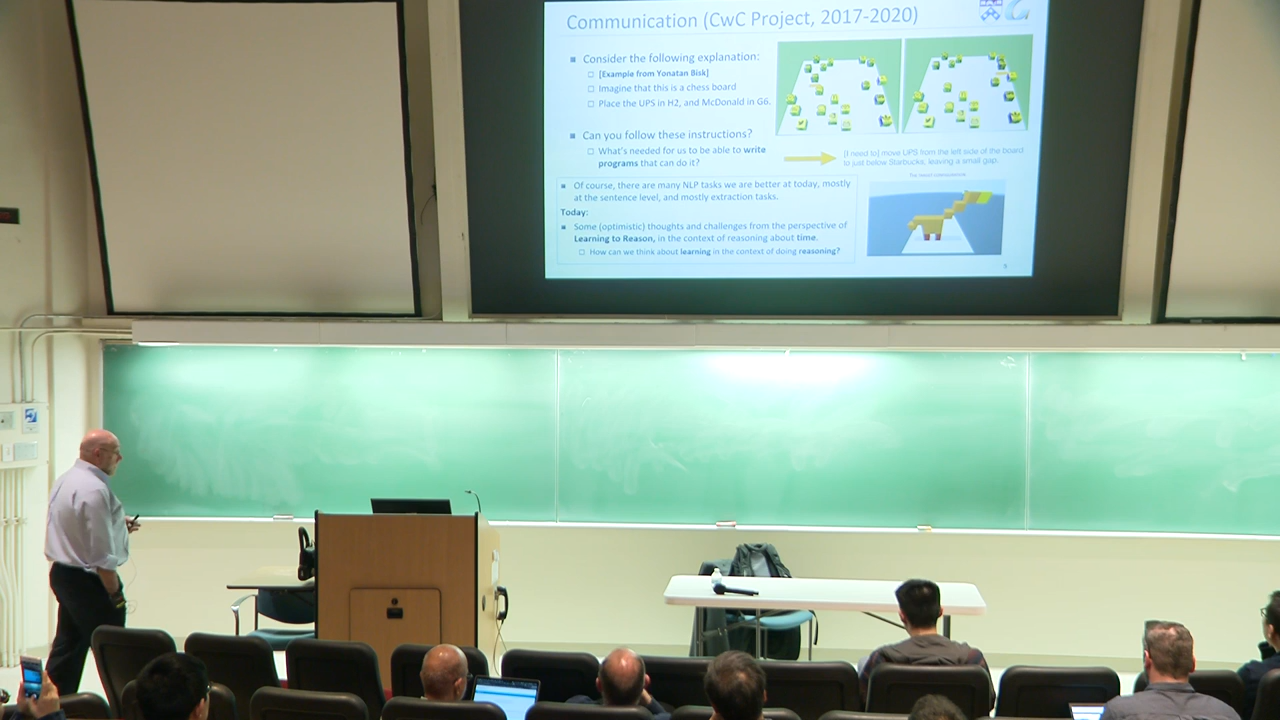 Communication (CwC Project, 2017-2020)
Consider the following explanation:
[Example from Yonatan Bisk]
Imagine that this is a chess board
Place the UPS in H2, and McDonald in G6.
Can you follow these instructions?
What's needed for us to be able to write
programs that can do it?
[I need to] move UPS from the left side of the board
to just below Starbucks, leaving a small gap.
Of course, there are many NLP tasks we are better at today, mostly
at the sentence level, and mostly extraction tasks.
Today:
Some (optimistic) thoughts and challenges from the perspective of
Learning to Reason, in the context of reasoning about time.
How can we think about learning in the context of doing reasoning?